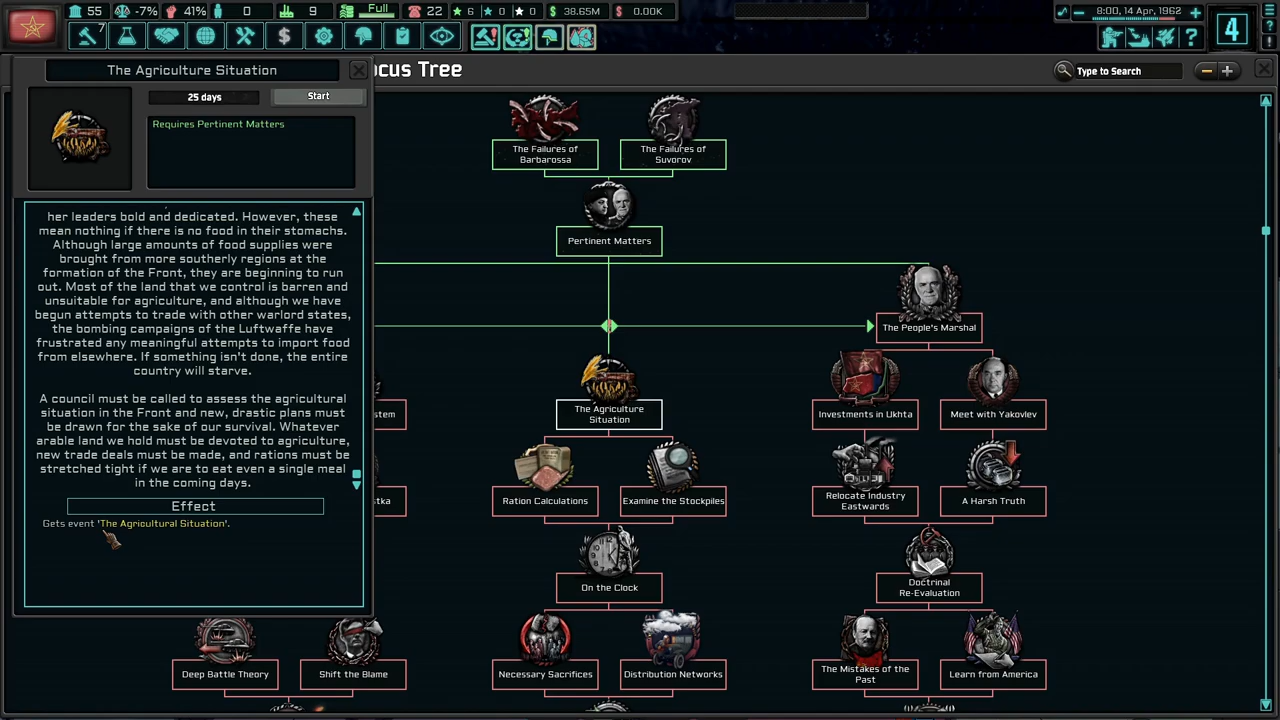 55
-7%
41%
0
9
Full
22
6
0
0
38.65M
0.00K
8:00, 14 Apr, 1962
4
7
The Agriculture Situation
ocus Tree
Type to Search
25 days
Start
Requires Pertinent Matters
her leaders bold and dedicated. However, these
mean nothing if there is no food in their stomachs.
Although large amounts of food supplies were
brought from more southerly regions at the
formation of the Front, they are beginning to run
out. Most of the land that we control is barren and
unsuitable for agriculture, and although we have
begun attempts to trade with other warlord states,
the bombing campaigns of the Luftwaffe have
frustrated any meaningful attempts to import food
from elsewhere. If something isn't done, the entire
country will starve.
A council must be called to assess the agricultural
situation in the Front and new, drastic plans must
be drawn for the sake of our survival. Whatever
arable land we hold must be devoted to agriculture,
new trade deals must be made, and rations must be
stretched tight if we are to eat even a single meal
in the coming days.
Effect
Gets event 'The Agricultural Situation'.
The Failures of
Barbarossa
The Failures of
Suvorov
Pertinent Matters
The People's Marshal
stem
The Agriculture
Situation
Investments in Ukhta
Meet with Yakovlev
tka
Ration Calculations
Examine the Stockpiles
Relocate Industry
Eastwards
A Harsh Truth
On the Clock
Doctrinal
Re-Evaluation
Deep Battle Theory
Shift the Blame
Necessary Sacrifices
Distribution Networks
The Mistakes of the
Past
Learn from America